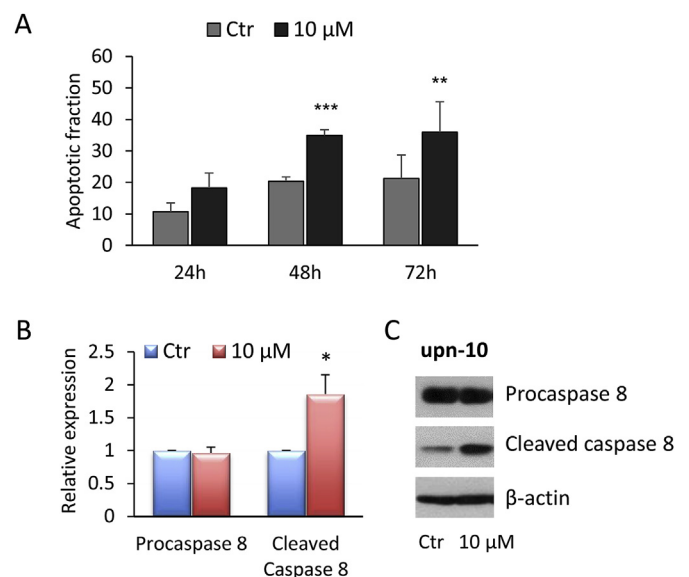 A
Ctr 10 µM
60
50
40
30
20
10
0
Apoptotic fraction
***
**
24h 48h 72h
B
Ctr 10 µM
2.5
2
1.5
1
0.5
0
Relative expression
*
Procaspase 8
Cleaved
Caspase 8
C
upn-10
Procaspase 8
Cleaved caspase 8
β-actin
Ctr 10 µM